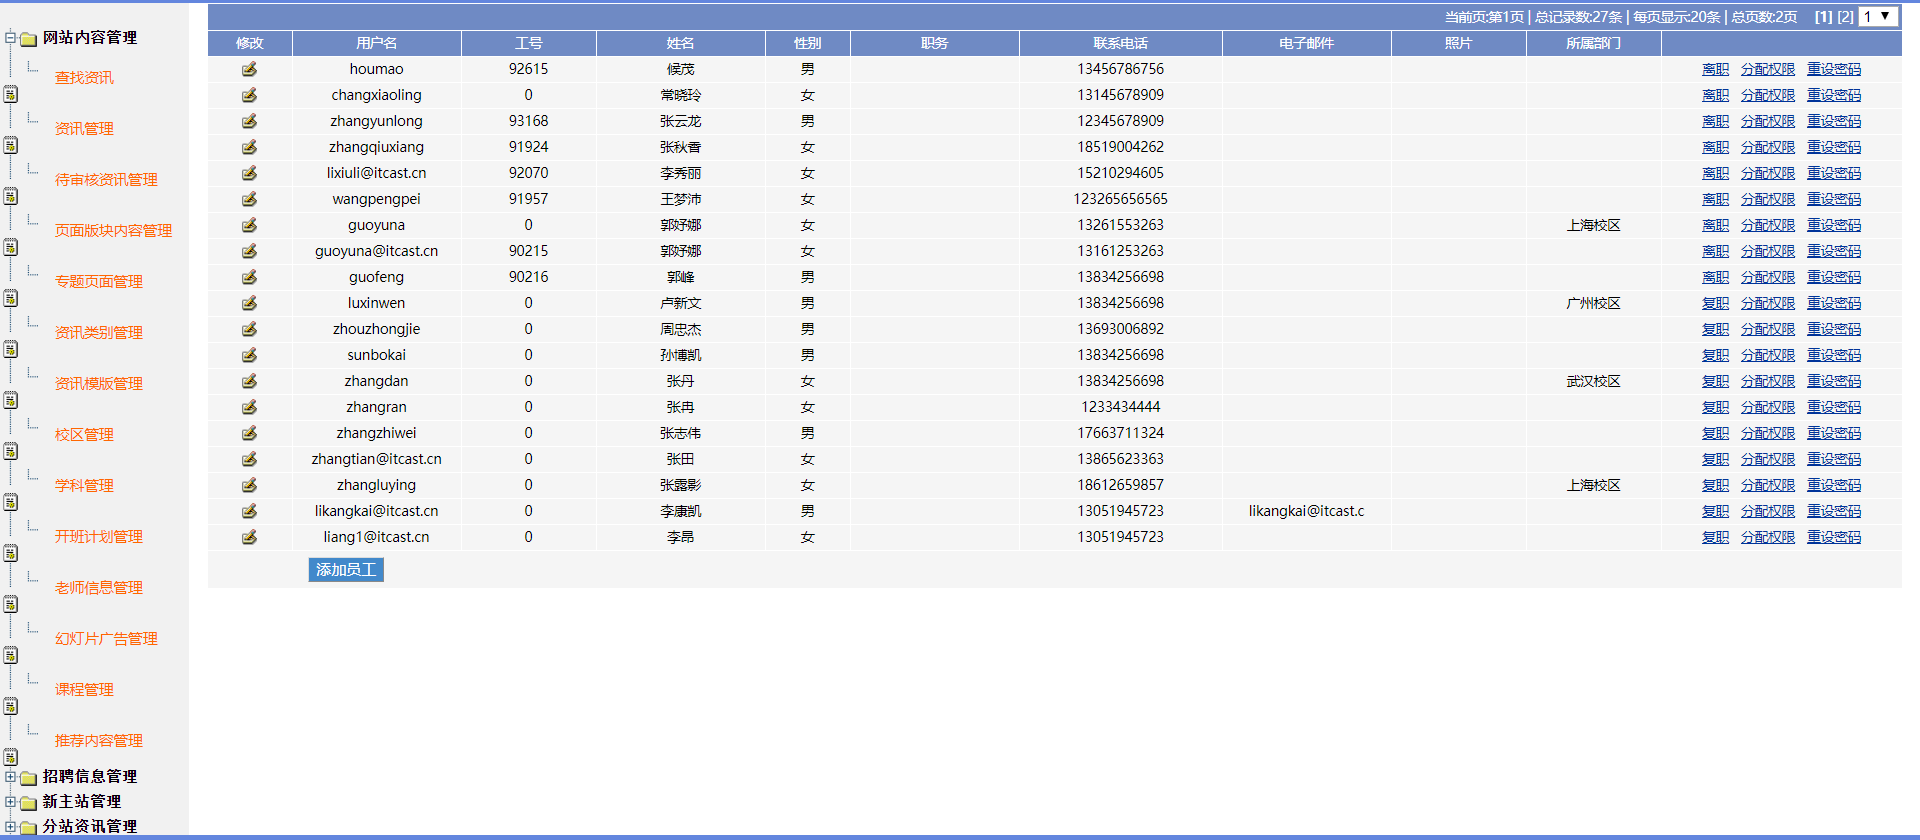 网站内容管理
查找资讯
资讯管理
待审核资讯管理
页面版块内容管理
专题页面管理
资讯类别管理
资讯模版管理
校区管理
学科管理
开班计划管理
老师信息管理
幻灯片广告管理
课程管理
推荐内容管理
招聘信息管理
新主站管理
分站资讯管理
当前页:第1页 | 总记录数:27条 | 每页显示:20条 | 总页数:2页 [1] [2] 1
修改 用户名 工号 姓名 性别 职务 联系电话 电子邮件 照片 所属部门
houmao 92615 候茂 男 13456786756 离职 分配权限 重设密码
changxiaoling 0 常晓玲 女 13145678909 离职 分配权限 重设密码
zhangyunlong 93168 张云龙 男 12345678909 离职 分配权限 重设密码
zhangqiuxiang 91924 张秋香 女 18519004262 离职 分配权限 重设密码
lixiuli@itcast.cn 92070 李秀丽 女 15210294605 离职 分配权限 重设密码
wangpengpei 91957 王梦沛 女 123265656565 离职 分配权限 重设密码
guoyuna 0 郭妤娜 女 13261553263 上海校区 离职 分配权限 重设密码
guoyuna@itcast.cn 90215 郭妤娜 女 13161253263 离职 分配权限 重设密码
guofeng 90216 郭峰 男 13834256698 离职 分配权限 重设密码
luxinwen 0 卢新文 男 13834256698 广州校区 复职 分配权限 重设密码
zhouzhongjie 0 周忠杰 男 13693006892 复职 分配权限 重设密码
sunbokai 0 孙博凯 男 13834256698 复职 分配权限 重设密码
zhangdan 0 张丹 女 13834256698 武汉校区 复职 分配权限 重设密码
zhangran 0 张冉 女 1233434444 复职 分配权限 重设密码
zhangzhiwei 0 张志伟 男 17663711324 复职 分配权限 重设密码
zhangtian@itcast.cn 0 张田 女 13865623363 复职 分配权限 重设密码
zhangluying 0 张露影 女 18612659857 上海校区 复职 分配权限 重设密码
likangkai@itcast.cn 0 李康凯 男 13051945723 likangkai@itcast.c 复职 分配权限 重设密码
liang1@itcast.cn 0 李昂 女 13051945723 复职 分配权限 重设密码
添加员工